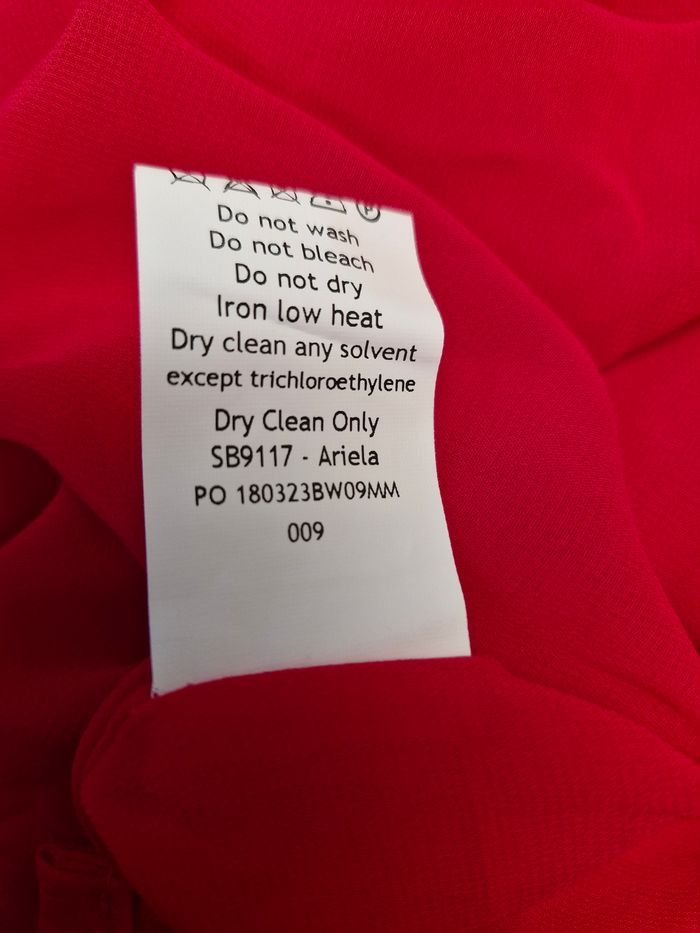 Do not wash
Do not bleach
Do not dry
Iron low heat
Dry clean any solvent
except trichloroethylene
Dry Clean Only
SB9117 - Ariela
PO 180323BW09MM
009